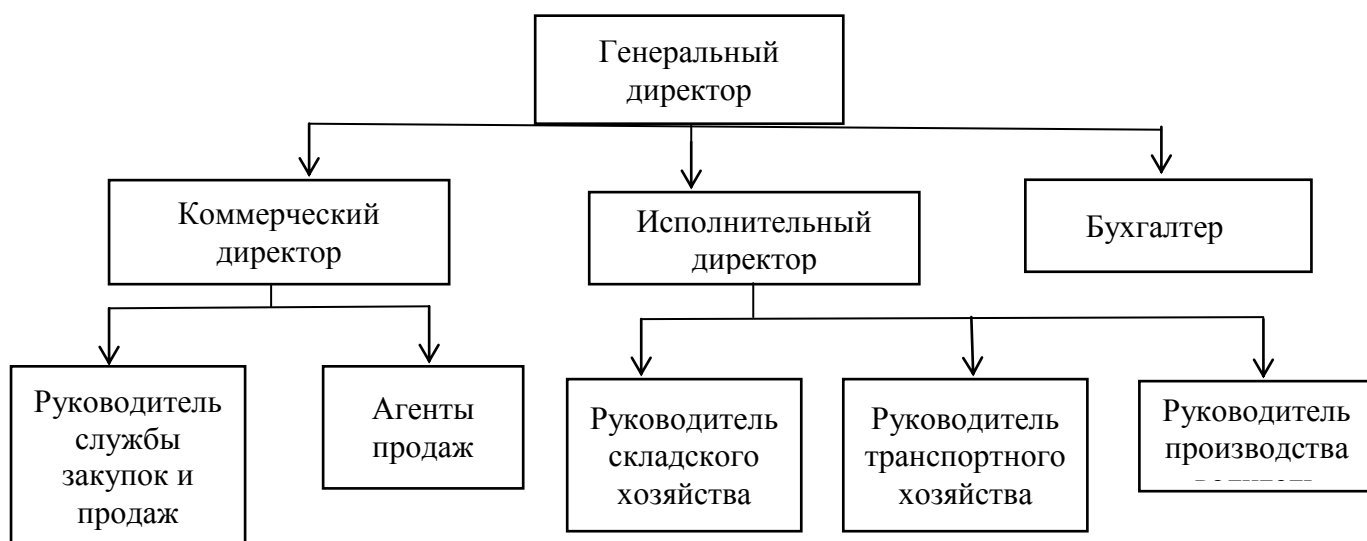 Генеральный
директор
Коммерческий
директор
Исполнительный
директор
Бухгалтер
Руководитель
службы
закупок и
продаж
Агенты
продаж
Руководитель
складского
хозяйства
Руководитель
транспортного
хозяйства
Руководитель
производства